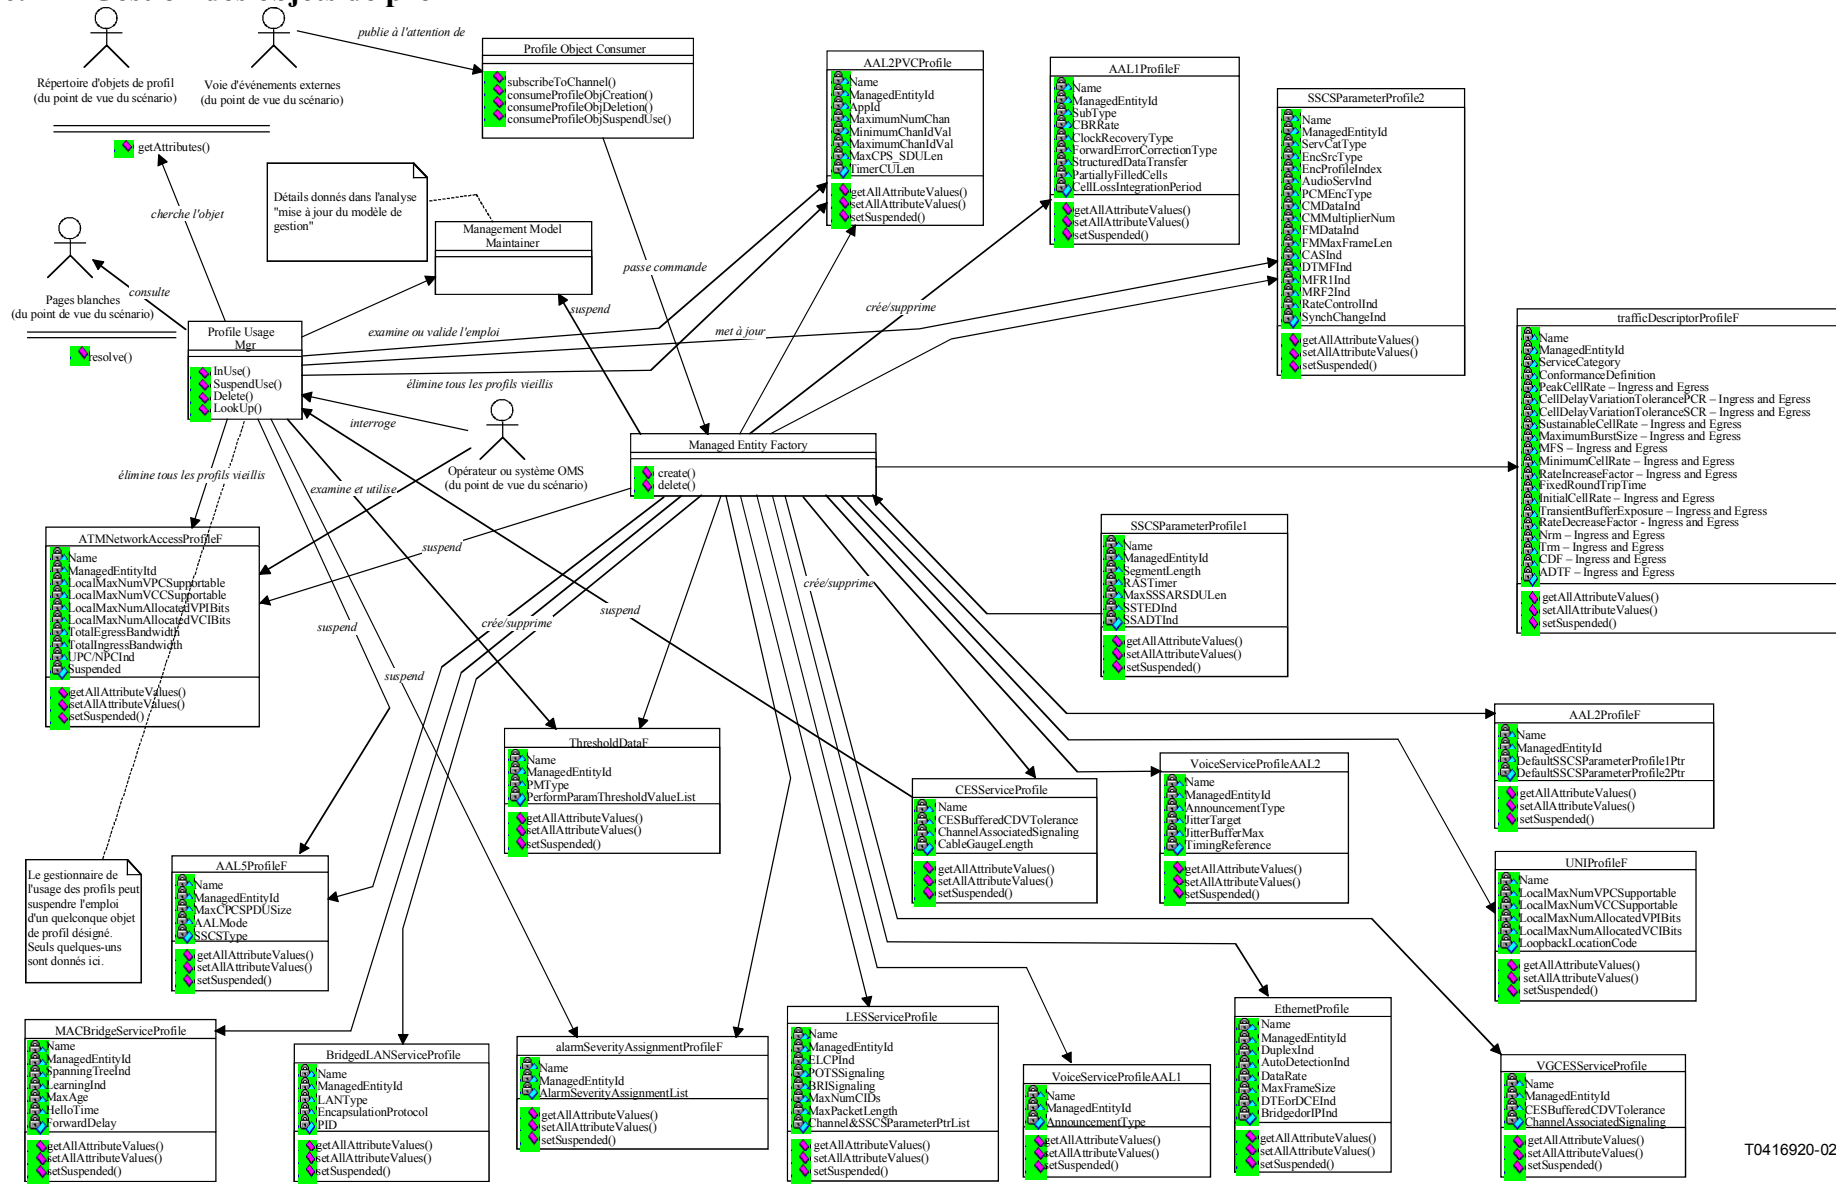 Répertoire d'objets de profil
(du point de vue du scénario)
getAttributes()
Voie d'événements externes
(du point de vue du scénario)
publie à l'attention de
Profile Object Consumer
subscribeToChannel()
consumeProfileObjCreation()
consumeProfileObjDeletion()
consumeProfileObjSuspendUse()
AAL2PVCProfile
Name
ManagedEntityId
AppId
MaximumNumChan
MinimumChanIdVal
MaximumChanIdVal
MaxCPS_SDULen
TimerCULen
getAllAttributeValues()
setAllAttributeValues()
setSuspended()
AAL1ProfileF
Name
ManagedEntityId
SubType
CBRRate
ClockRecoveryType
ForwardErrorCorrectionType
StructuredDataTransfer
PartiallyFilledCells
CellLossIntegrationPeriod
getAllAttributeValues()
setAllAttributeValues()
setSuspended()
SSCSParameterProfile2
Name
ManagedEntityId
ServCatType
EncSrcType
EncProfileIndex
AudioServInd
PCMEncType
CMDataInd
CMMultiplierNum
FMDataInd
FMMaxFrameLen
CASInd
DTMFInd
MFR1Ind
MRF2Ind
RateControlInd
SynchChangeInd
getAllAttributeValues()
setAllAttributeValues()
setSuspended()
cherche l'objet
Détails donnés dans l'analyse
"mise à jour du modèle de
gestion"
Management Model
Maintainer
passe commande
suspend
crée/supprime
Pages blanches
(du point de vue du scénario)
resolve()
consulte
Profile Usage
Mgr
InUse()
SuspendUse()
Delete()
LookUp()
examine ou valide l'emploi
met à jour
élimine tous les profils vieillis
interroge
Opérateur ou système OMS
(du point de vue du scénario)
Managed Entity Factory
create()
delete()
trafficDescriptorProfileF
Name
ManagedEntityId
ServiceCategory
ConformanceDefinition
PeakCellRate – Ingress and Egress
CellDelayVariationTolerancePCR – Ingress and Egress
CellDelayVariationToleranceSCR – Ingress and Egress
SustainableCellRate – Ingress and Egress
MaximumBurstSize – Ingress and Egress
MFS – Ingress and Egress
MinimumCellRate – Ingress and Egress
RateIncreaseFactor – Ingress and Egress
FixedRoundTripTime
InitialCellRate – Ingress and Egress
TransientBufferExposure – Ingress and Egress
RateDecreaseFactor - Ingress and Egress
Nrm – Ingress and Egress
Trm – Ingress and Egress
CDF – Ingress and Egress
ADTF – Ingress and Egress
getAllAttributeValues()
setAllAttributeValues()
setSuspended()
élimine tous les profils vieillis
examine et utilise
suspend
suspend
suspend
suspend
crée/supprime
crée/supprime
ATMNetworkAccessProfileF
Name
ManagedEntityItd
LocalMaxNumVPCSupportable
LocalMaxNumVCCSupportable
LocalMaxNumAllocatedVPIBits
LocalMaxNumAllocatedVCIBits
TotalEgressBandwidth
TotalIngressBandwidth
UPC/NPCInd
Suspended
getAllAttributeValues()
setAllAttributeValues()
setSuspended()
SSCSParameterProfile1
Name
ManagedEntityId
SegmentLength
RASTimer
MaxSSSARSDULen
SSTEDInd
SSADTInd
getAllAttributeValues()
setAllAttributeValues()
setSuspended()
ThresholdDataF
Name
ManagedEntityId
PMType
PerformParamThresholdValueList
getAllAttributeValues()
setAllAttributeValues()
setSuspended()
CESServiceProfile
Name
CESBufferedCDVTolerance
ChannelAssociatedSignaling
CableGaugeLength
getAllAttributeValues()
setAllAttributeValues()
setSuspended()
VoiceServiceProfileAAL2
Name
ManagedEntityId
AnnouncementType
JitterTarget
JitterBufferMax
TimingReference
getAllAttributeValues()
setAllAttributeValues()
setSuspended()
AAL2ProfileF
Name
ManagedEntityId
DefaultSSCSParameterProfile1Ptr
DefaultSSCSParameterProfile2Ptr
getAllAttributeValues()
setAllAttributeValues()
setSuspended()
UNIProfileF
Name
LocalMaxNumVPCSupportable
LocalMaxNumVCCSupportable
LocalMaxNumAllocatedVPIBits
LocalMaxNumAllocatedVCIBits
LoopbackLocationCode
getAllAttributeValues()
setAllAttributeValues()
setSuspended()
Le gestionnaire de
l'usage des profils peut
suspendre l'emploi
d'un quelconque objet
de profil désigné.
Seuls quelques-uns
sont donnés ici.
AAL5ProfileF
Name
ManagedEntityId
MaxCPCSPDUSize
AALMode
SSCSType
getAllAttributeValues()
setAllAttributeValues()
setSuspended()
MACBridgeServiceProfile
Name
ManagedEntityId
SpanningTreeInd
LearningInd
MaxAge
HelloTime
ForwardDelay
getAllAttributeValues()
setAllAttributeValues()
setSuspended()
BridgedLANServiceProfile
Name
ManagedEntityId
LANType
EncapsulationProtocol
PID
getAllAttributeValues()
setAllAttributeValues()
setSuspended()
alarmSeverityAssignmentProfileF
Name
ManagedEntityId
AlarmSeverityAssignmentList
getAllAttributeValues()
setAllAttributeValues()
setSuspended()
LESServiceProfile
Name
ManagedEntityId
ELCPInd
POTSSignaling
BRISignaling
MaxNumCIDs
MaxPacketLength
Channel&SSCSParameterPtrList
getAllAttributeValues()
setAllAttributeValues()
setSuspended()
VoiceServiceProfileAAL1
Name
ManagedEntityId
AnnouncementType
getAllAttributeValues()
setAllAttributeValues()
setSuspended()
EthernetProfile
Name
ManagedEntityId
DuplexInd
AutoDetectionInd
DataRate
MaxFrameSize
DTEorDCEInd
BridgedorIPInd
getAllAttributeValues()
setAllAttributeValues()
setSuspended()
VGCESServiceProfile
Name
ManagedEntityId
CESBufferedCDVTolerance
ChannelAssociatedSignaling
getAllAttributeValues()
setAllAttributeValues()
setSuspended()
T0416920-02